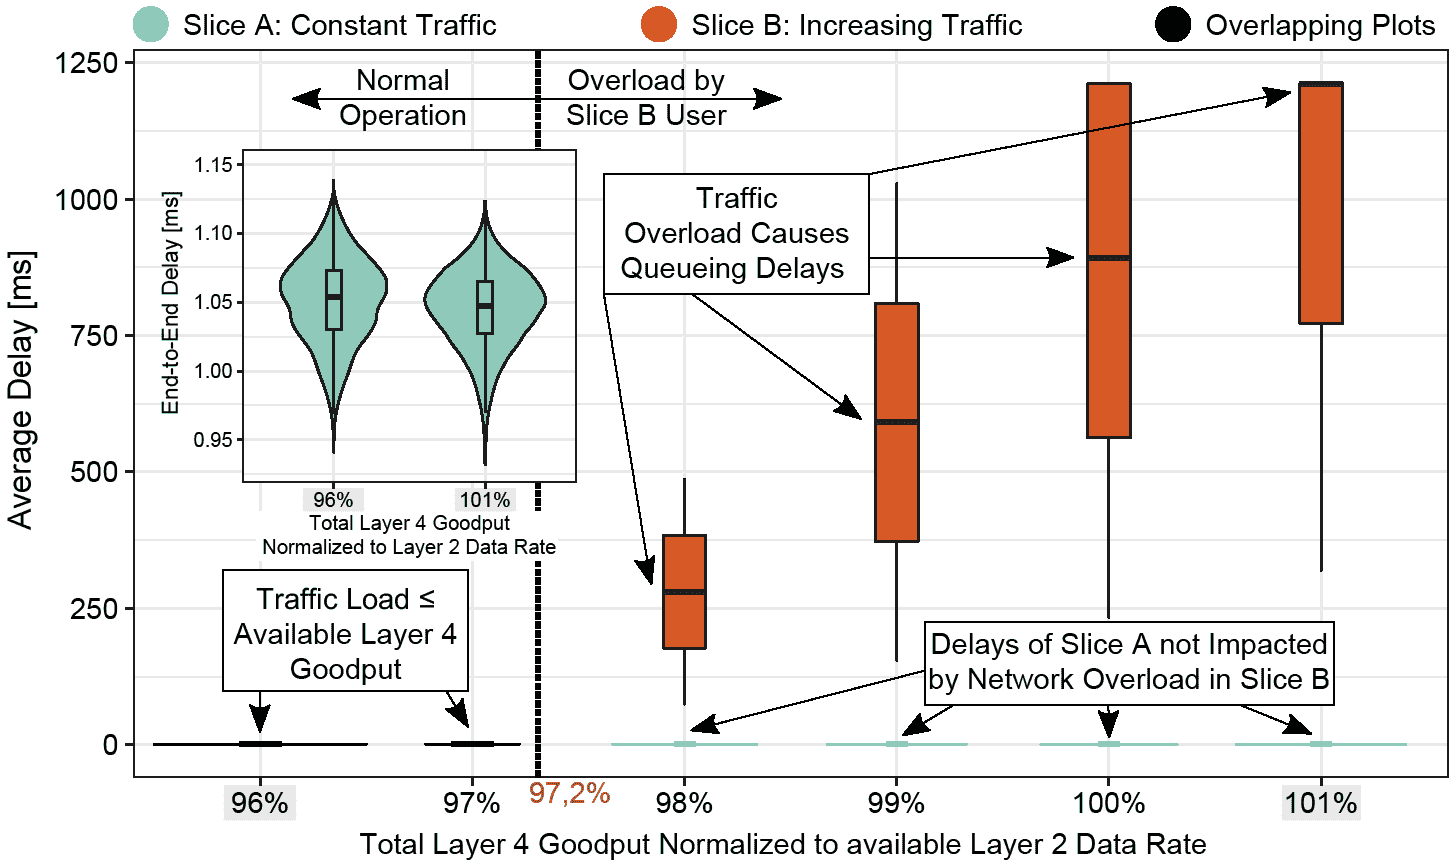 Slice A: Constant Traffic
Slice B: Increasing Traffic
Overlapping Plots
Average Delay [ms]
1250
1000
750
500
250
0
Normal
Operation
Overload by
Slice B User
End-to-End Delay [ms]
1.15
1.10
1.05
1.00
0.95
96%
101%
Total Layer 4 Goodput
Normalized to Layer 2 Data Rate
Traffic
Overload Causes
Queueing Delays
Traffic Load ≤
Available Layer 4
Goodput
Delays of Slice A not Impacted
by Network Overload in Slice B
96%
97%
97,2%
98%
99%
100%
101%
Total Layer 4 Goodput Normalized to available Layer 2 Data Rate